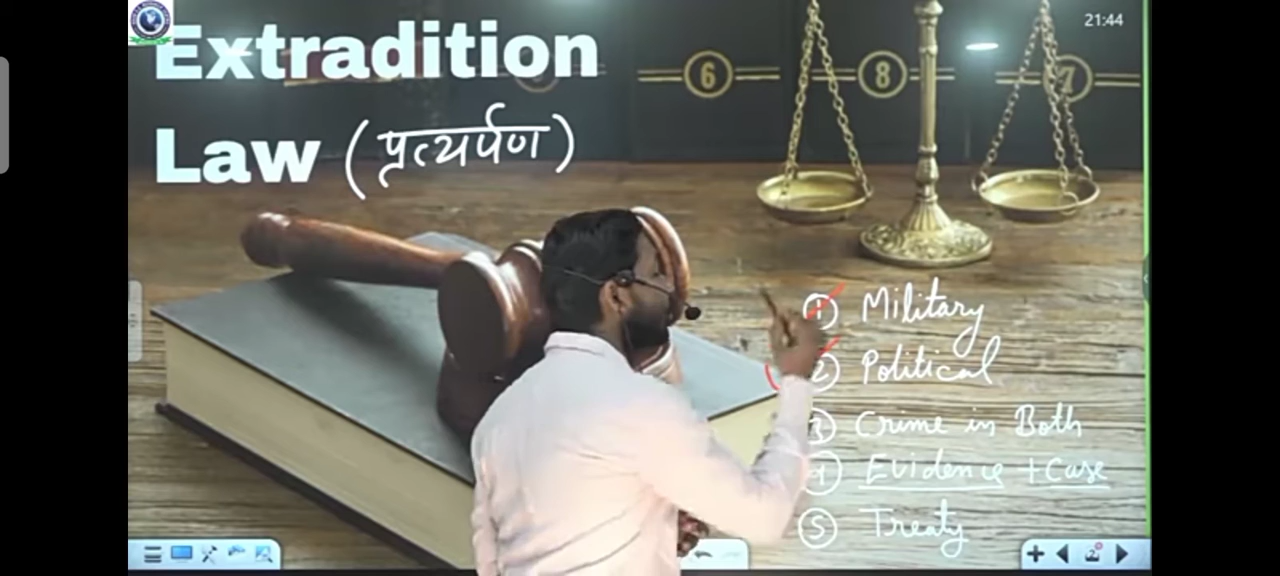 21:44
Extradition
6 8 7
Law (प्रत्यर्पण)
① Military
② Political
③ Crime in Both
④ Evidence + Case
⑤ Treaty